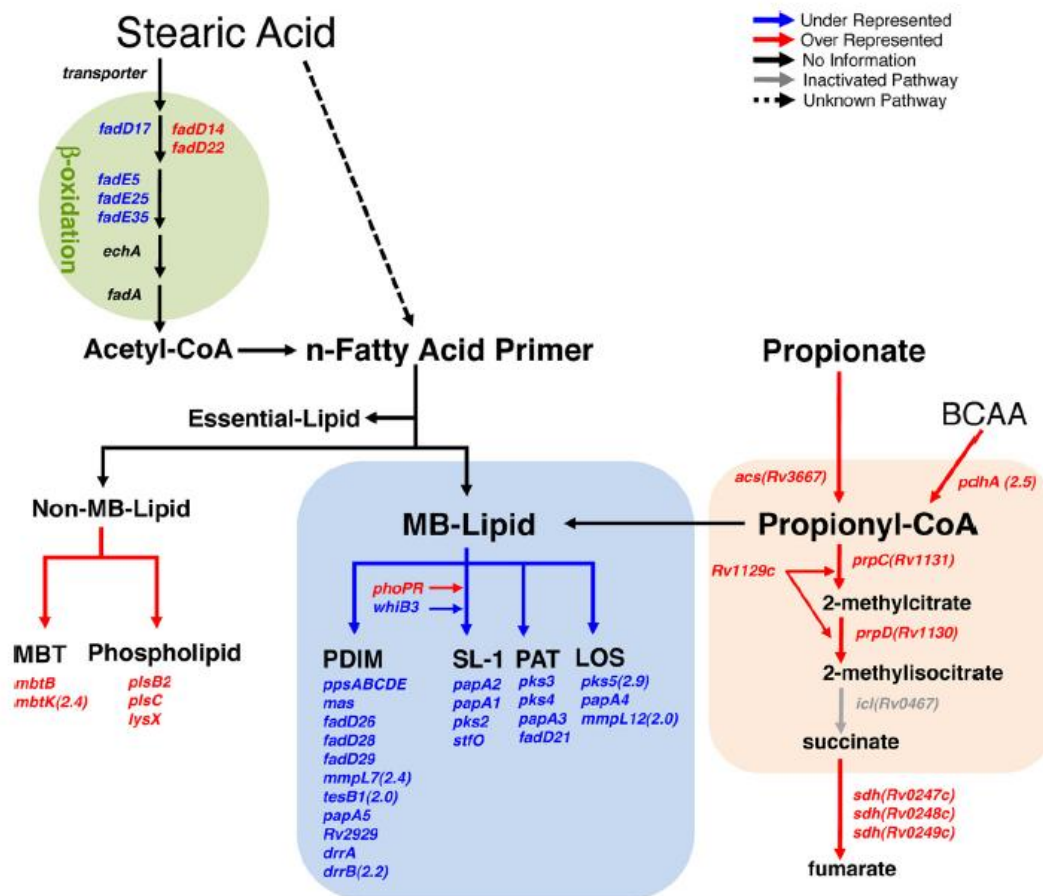 Stearic Acid
Under Represented
Over Represented
No Information
Inactivated Pathway
Unknown Pathway
transporter
β-oxidation
fadD17
fadD14
fadD22
fadE5
fadE25
fadE35
echA
fadA
Acetyl-CoA
n-Fatty Acid Primer
Essential-Lipid
Non-MB-Lipid
MBT
mbtB
mbtK(2.4)
Phospholipid
plsB2
plsC
lysX
MB-Lipid
phoPR
whiB3
PDIM
ppsABCDE
mas
fadD26
fadD28
fadD29
mmpL7(2.4)
tesB1(2.0)
papA5
Rv2929
drrA
drrB(2.2)
SL-1
papA2
papA1
pks2
stfO
PAT
pks3
pks4
papA3
fadD21
LOS
pks5(2.9)
papA4
mmpL12(2.0)
Propionate
BCAA
acs(Rv3667)
pdhA (2.5)
Propionyl-CoA
Rv1129c
prpC(Rv1131)
2-methylcitrate
prpD(Rv1130)
2-methylisocitrate
icl(Rv0467)
succinate
sdh(Rv0247c)
sdh(Rv0248c)
sdh(Rv0249c)
fumarate